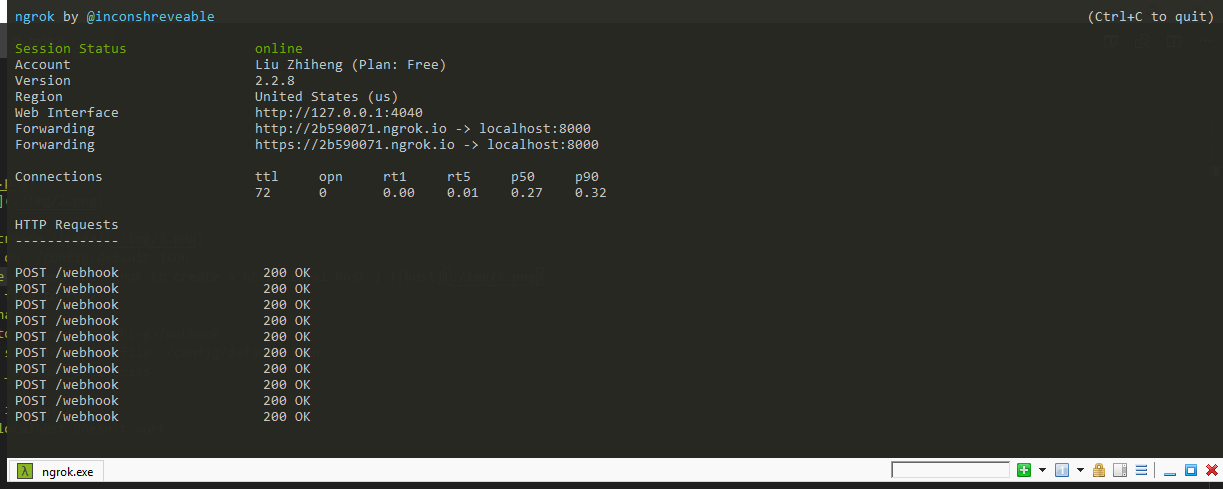 ngrok by @inconshreveable (Ctrl+C to quit)
Session Status online
Account Liu Zhiheng (Plan: Free)
Version 2.2.8
Region United States (us)
Web Interface http://127.0.0.1:4040
Forwarding http://2b590071.ngrok.io -> localhost:8000
Forwarding https://2b590071.ngrok.io -> localhost:8000
Connections ttl opn rt1 rt5 p50 p90
72 0 0.00 0.01 0.27 0.32
HTTP Requests
-------------
POST /webhook 200 OK
POST /webhook 200 OK
POST /webhook 200 OK
POST /webhook 200 OK
POST /webhook 200 OK
POST /webhook 200 OK
POST /webhook 200 OK
POST /webhook 200 OK
POST /webhook 200 OK
POST /webhook 200 OK
λ ngrok.exe